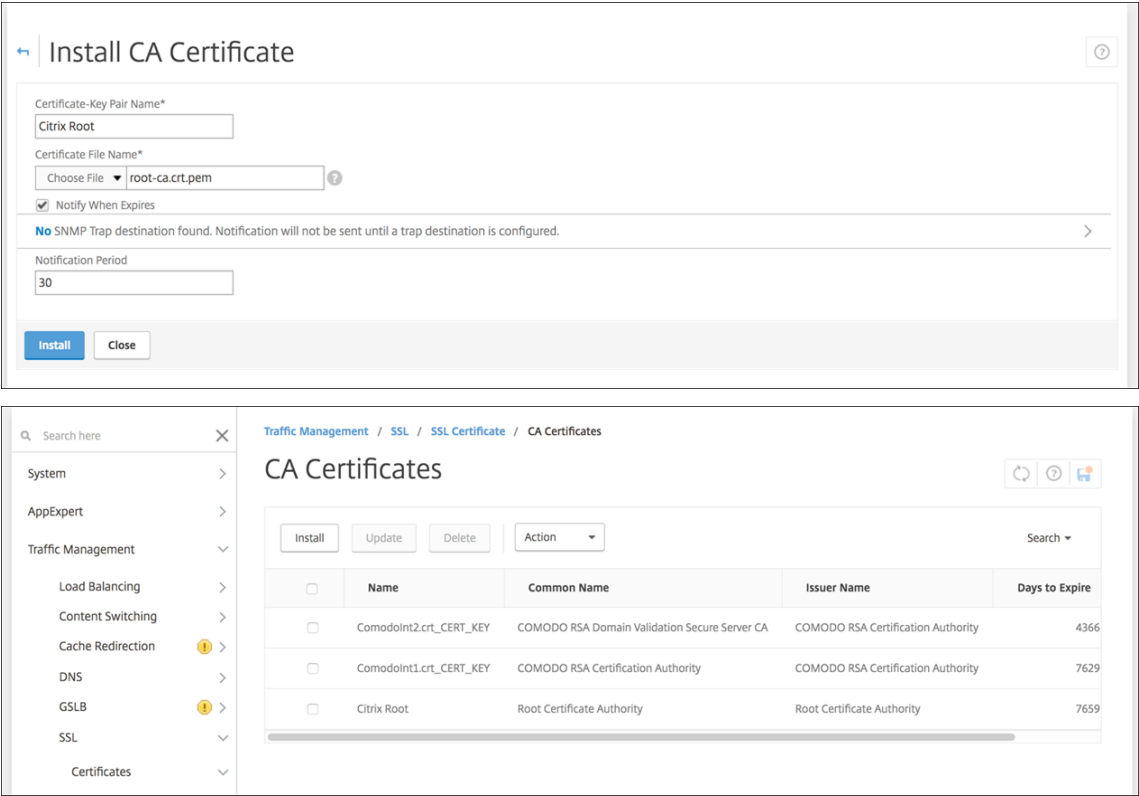 Install CA Certificate
?
Certificate-Key Pair Name*
Citrix Root
Certificate File Name*
Choose File root-ca.crt.pem ?
Notify When Expires
No SNMP Trap destination found. Notification will not be sent until a trap destination is configured.
Notification Period
30
Install Close
Search here
Traffic Management / SSL / SSL Certificate / CA Certificates
CA Certificates
?
System
AppExpert
Traffic Management
Load Balancing
Content Switching
Cache Redirection !
DNS
GSLB !
SSL
Certificates
Install Update Delete Action Search
Name Common Name Issuer Name Days to Expire
ComodoInt2.crt_CERT_KEY COMODO RSA Domain Validation Secure Server CA COMODO RSA Certification Authority 4366
ComodoInt1.crt_CERT_KEY COMODO RSA Certification Authority COMODO RSA Certification Authority 7629
Citrix Root Root Certificate Authority Root Certificate Authority 7659